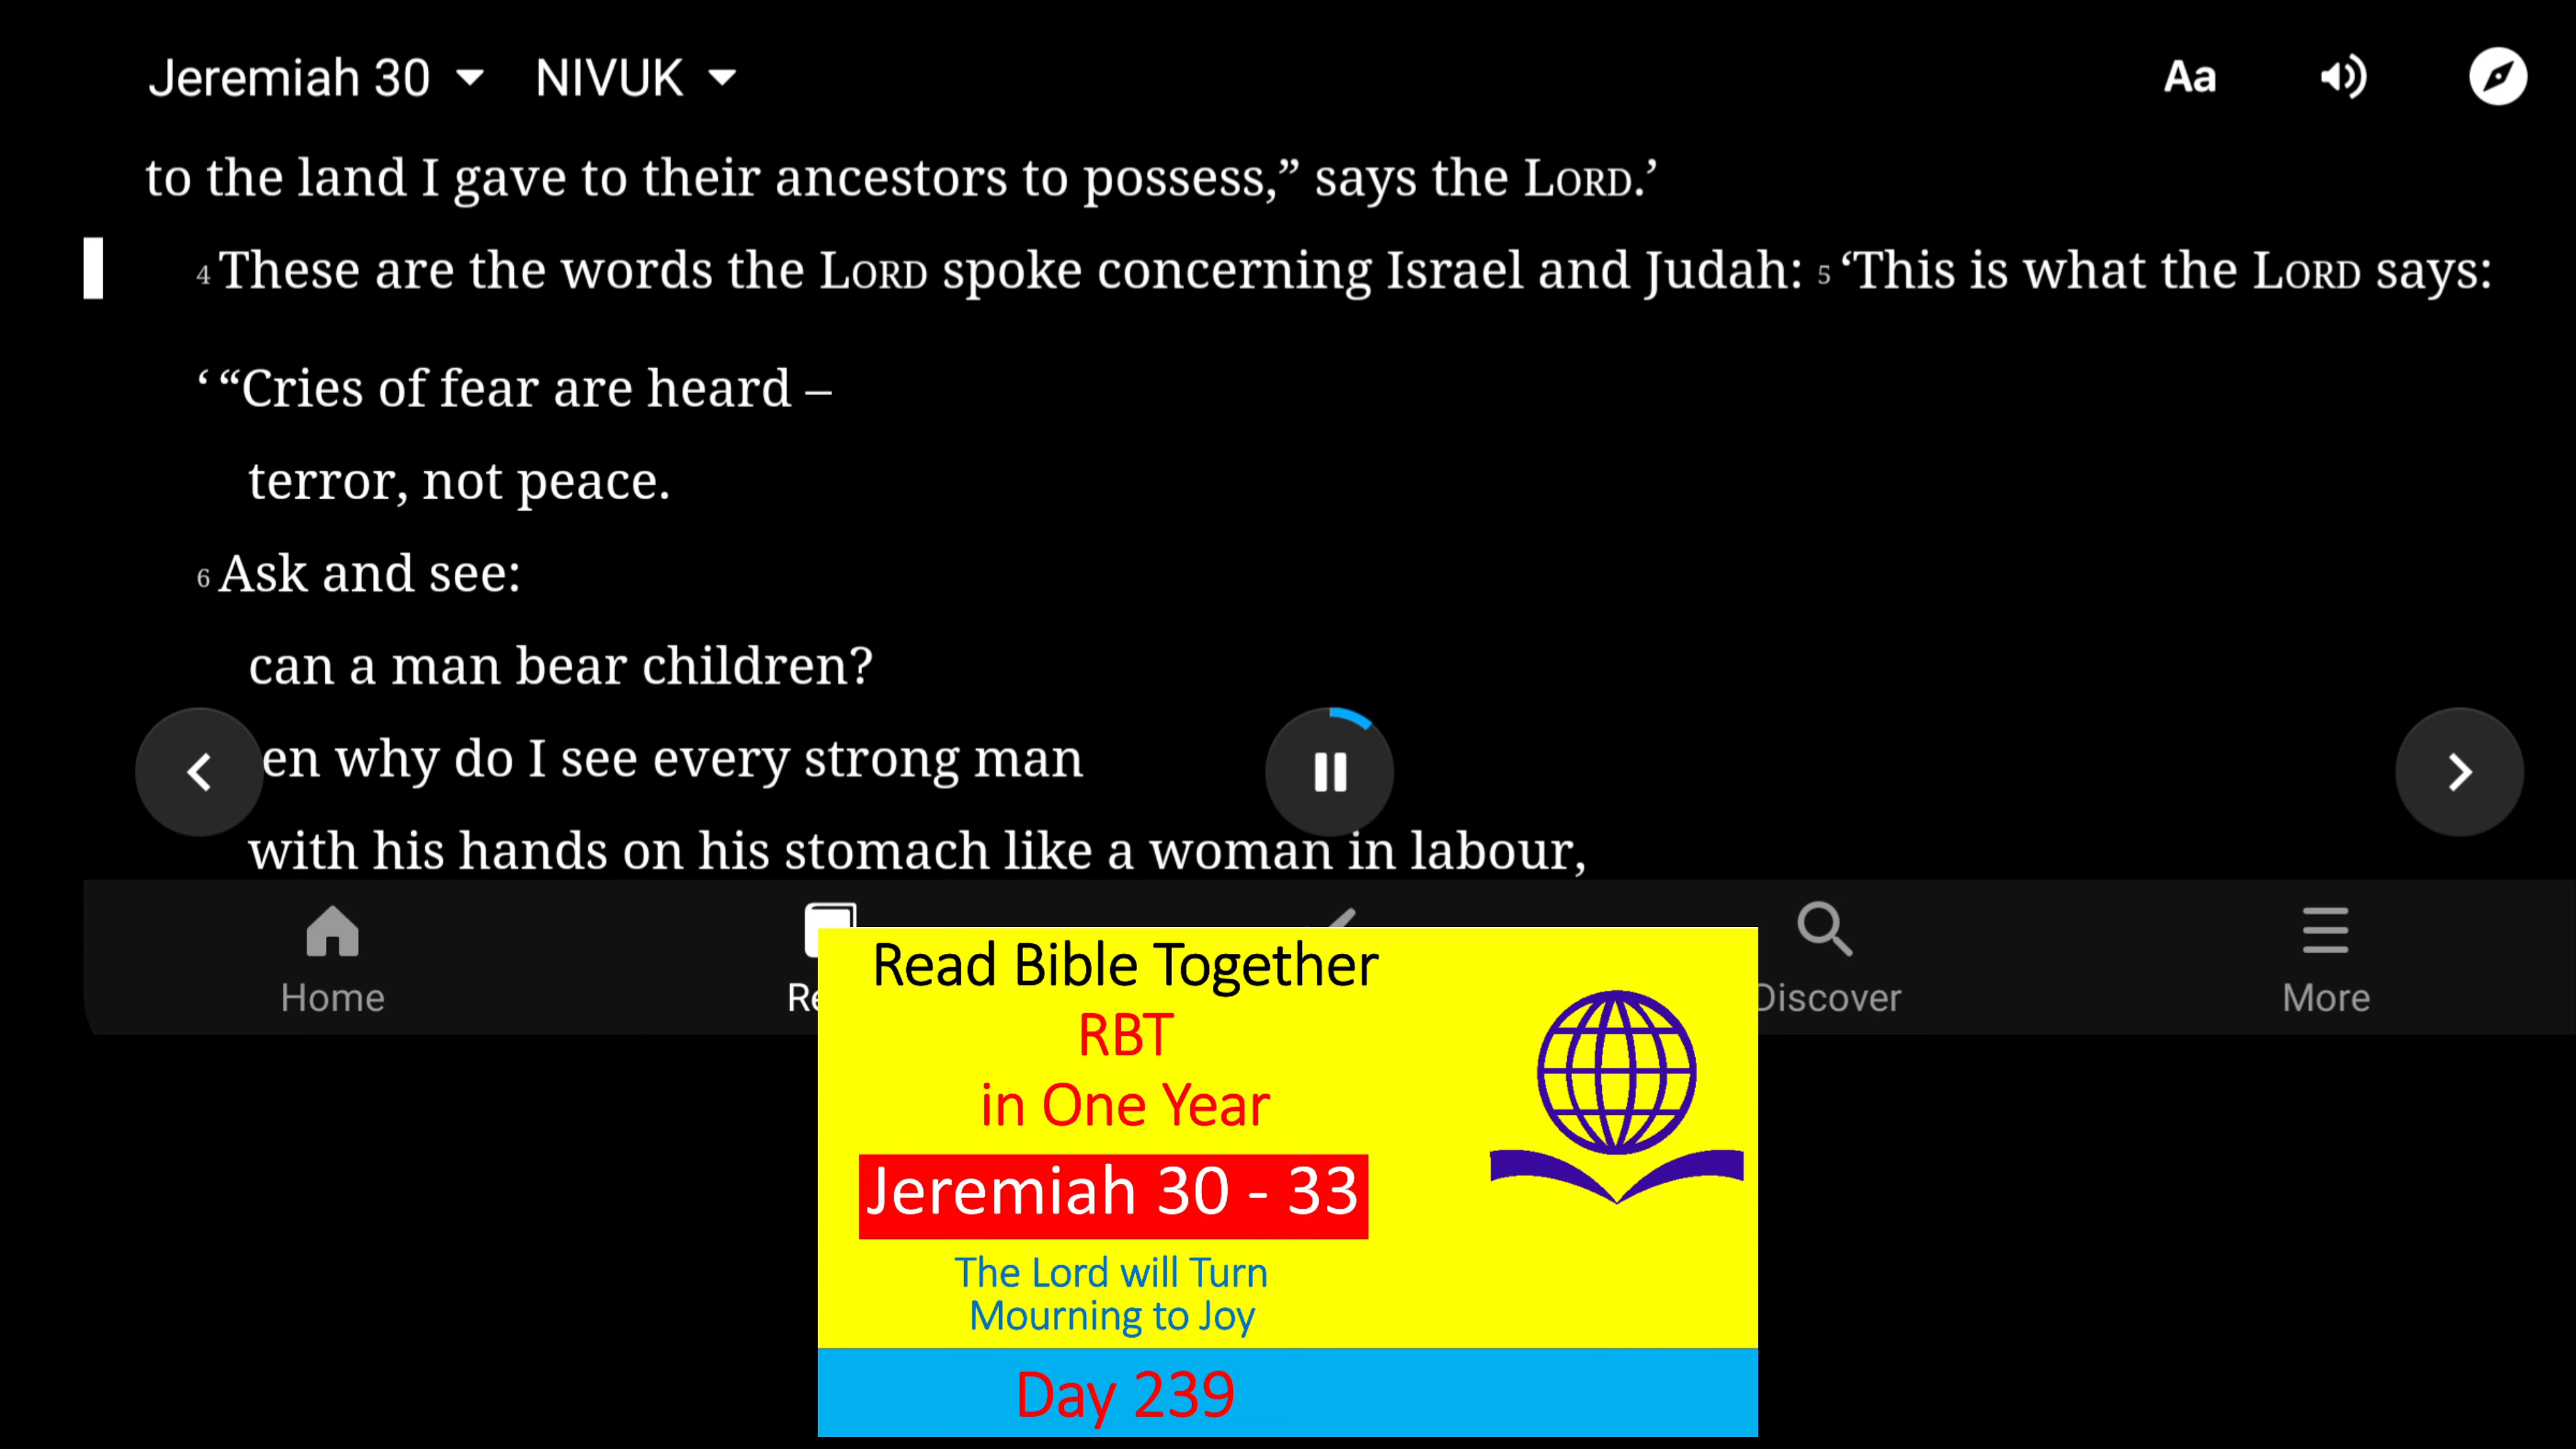 Jeremiah 30 NIVUK Aa
to the land I gave to their ancestors to possess,” says the LORD.’
4 These are the words the LORD spoke concerning Israel and Judah: 5 ‘This is what the LORD says:
‘ “Cries of fear are heard –
terror, not peace.
6 Ask and see:
can a man bear children?
en why do I see every strong man
with his hands on his stomach like a woman in labour,
Home Discover More
Read Bible Together
RBT
in One Year
Jeremiah 30 - 33
The Lord will Turn
Mourning to Joy
Day 239